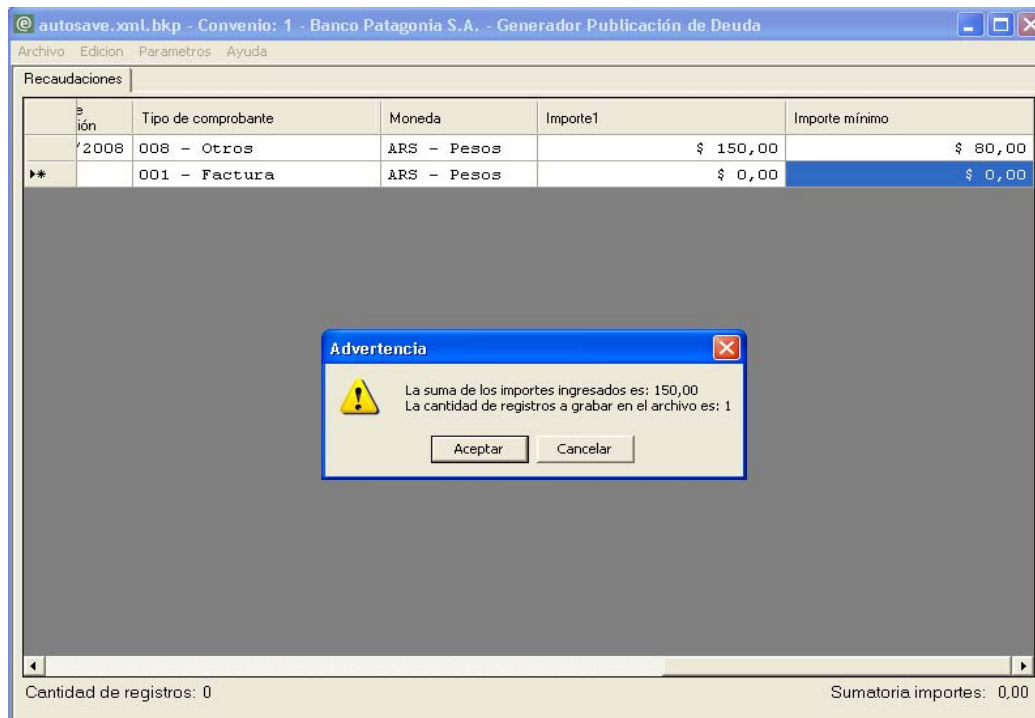 autosave.xml.bkp - Convenio: 1 - Banco Patagonia S.A. - Generador Publicación de Deuda
Archivo Edicion Parametros Ayuda
Recaudaciones
ión Tipo de comprobante Moneda Importe1 Importe mínimo
/2008 008 - Otros ARS - Pesos $ 150,00 $ 80,00
001 - Factura ARS - Pesos $ 0,00 $ 0,00
Advertencia
La suma de los importes ingresados es: 150,00
La cantidad de registros a grabar en el archivo es: 1
Aceptar Cancelar
Cantidad de registros: 0 Sumatoria importes: 0,00